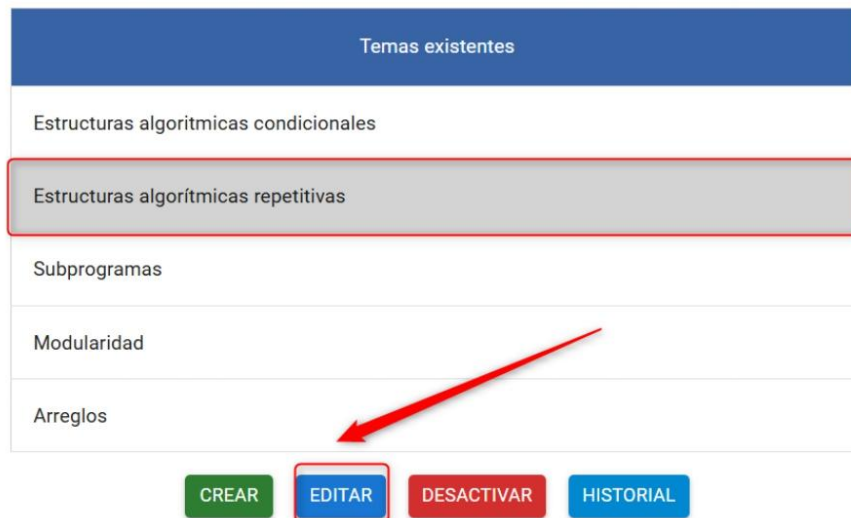 Temas existentes
Estructuras algoritmicas condicionales
Estructuras algorítmicas repetitivas
Subprogramas
Modularidad
Arreglos
CREAR EDITAR DESACTIVAR HISTORIAL